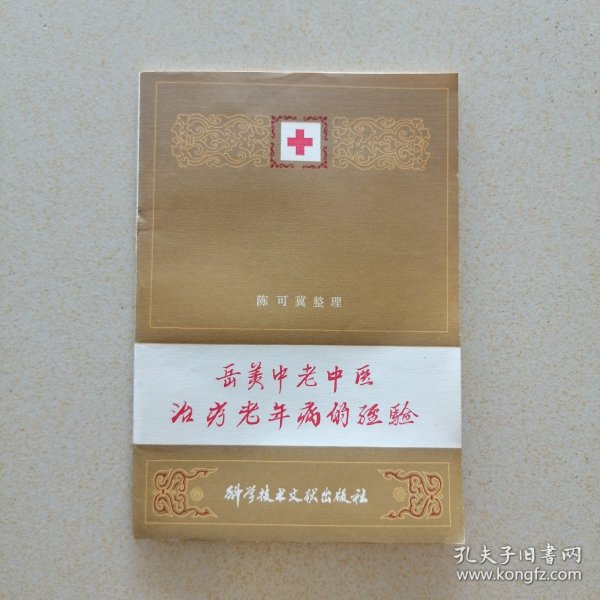 陈可冀整理
岳美中老中医
治疗老年病的经验
科学技术文献出版社
孔夫子旧书网
www.kongfz.com